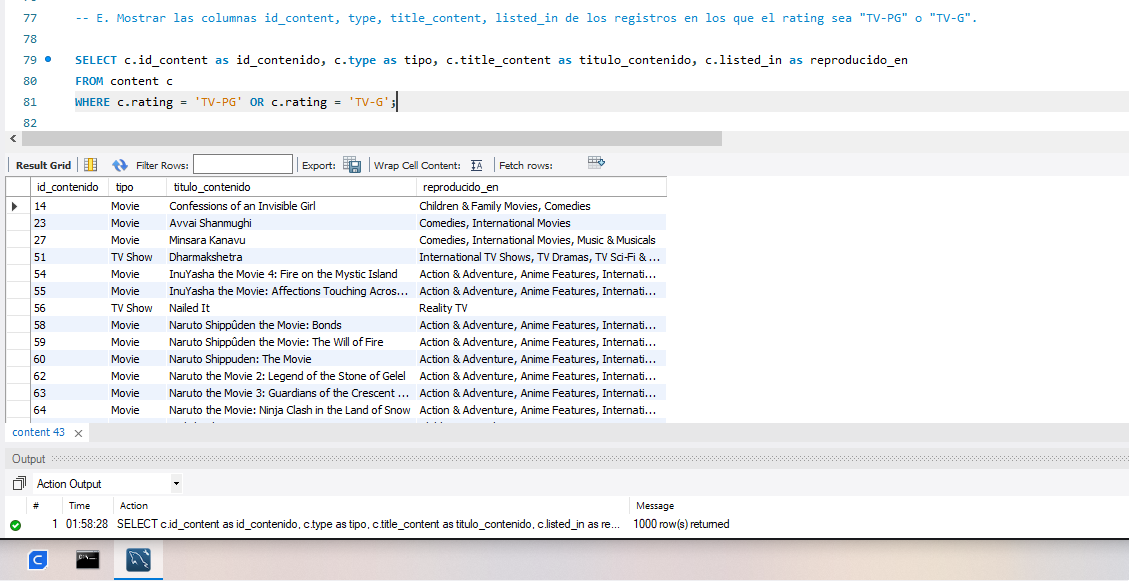 77 -- E. Mostrar las columnas id_content, type, title_content, listed_in de los registros en los que el rating sea "TV-PG" o "TV-G".
78
79 SELECT c.id_content as id_contenido, c.type as tipo, c.title_content as titulo_contenido, c.listed_in as reproducido_en
80 FROM content c
81 WHERE c.rating = 'TV-PG' OR c.rating = 'TV-G';
82
Result Grid Filter Rows: Export: Wrap Cell Content: IA Fetch rows:
id_contenido tipo titulo_contenido reproducido_en
14 Movie Confessions of an Invisible Girl Children & Family Movies, Comedies
23 Movie Avvai Shanmughi Comedies, International Movies
27 Movie Minsara Kanavu Comedies, International Movies, Music & Musicals
51 TV Show Dharmakshetra International TV Shows, TV Dramas, TV Sci-Fi & ...
54 Movie InuYasha the Movie 4: Fire on the Mystic Island Action & Adventure, Anime Features, Internati...
55 Movie InuYasha the Movie: Affections Touching Acros... Action & Adventure, Anime Features, Internati...
56 TV Show Nailed It Reality TV
58 Movie Naruto Shippûden the Movie: Bonds Action & Adventure, Anime Features, Internati...
59 Movie Naruto Shippûden the Movie: The Will of Fire Action & Adventure, Anime Features, Internati...
60 Movie Naruto Shippuden: The Movie Action & Adventure, Anime Features, Internati...
62 Movie Naruto the Movie 2: Legend of the Stone of Gelel Action & Adventure, Anime Features, Internati...
63 Movie Naruto the Movie 3: Guardians of the Crescent ... Action & Adventure, Anime Features, Internati...
64 Movie Naruto the Movie: Ninja Clash in the Land of Snow Action & Adventure, Anime Features, Internati...
content 43
Output
Action Output
# Time Action Message
1 01:58:28 SELECT c.id_content as id_contenido, c.type as tipo, c.title_content as titulo_contenido, c.listed_in as re... 1000 row(s) returned